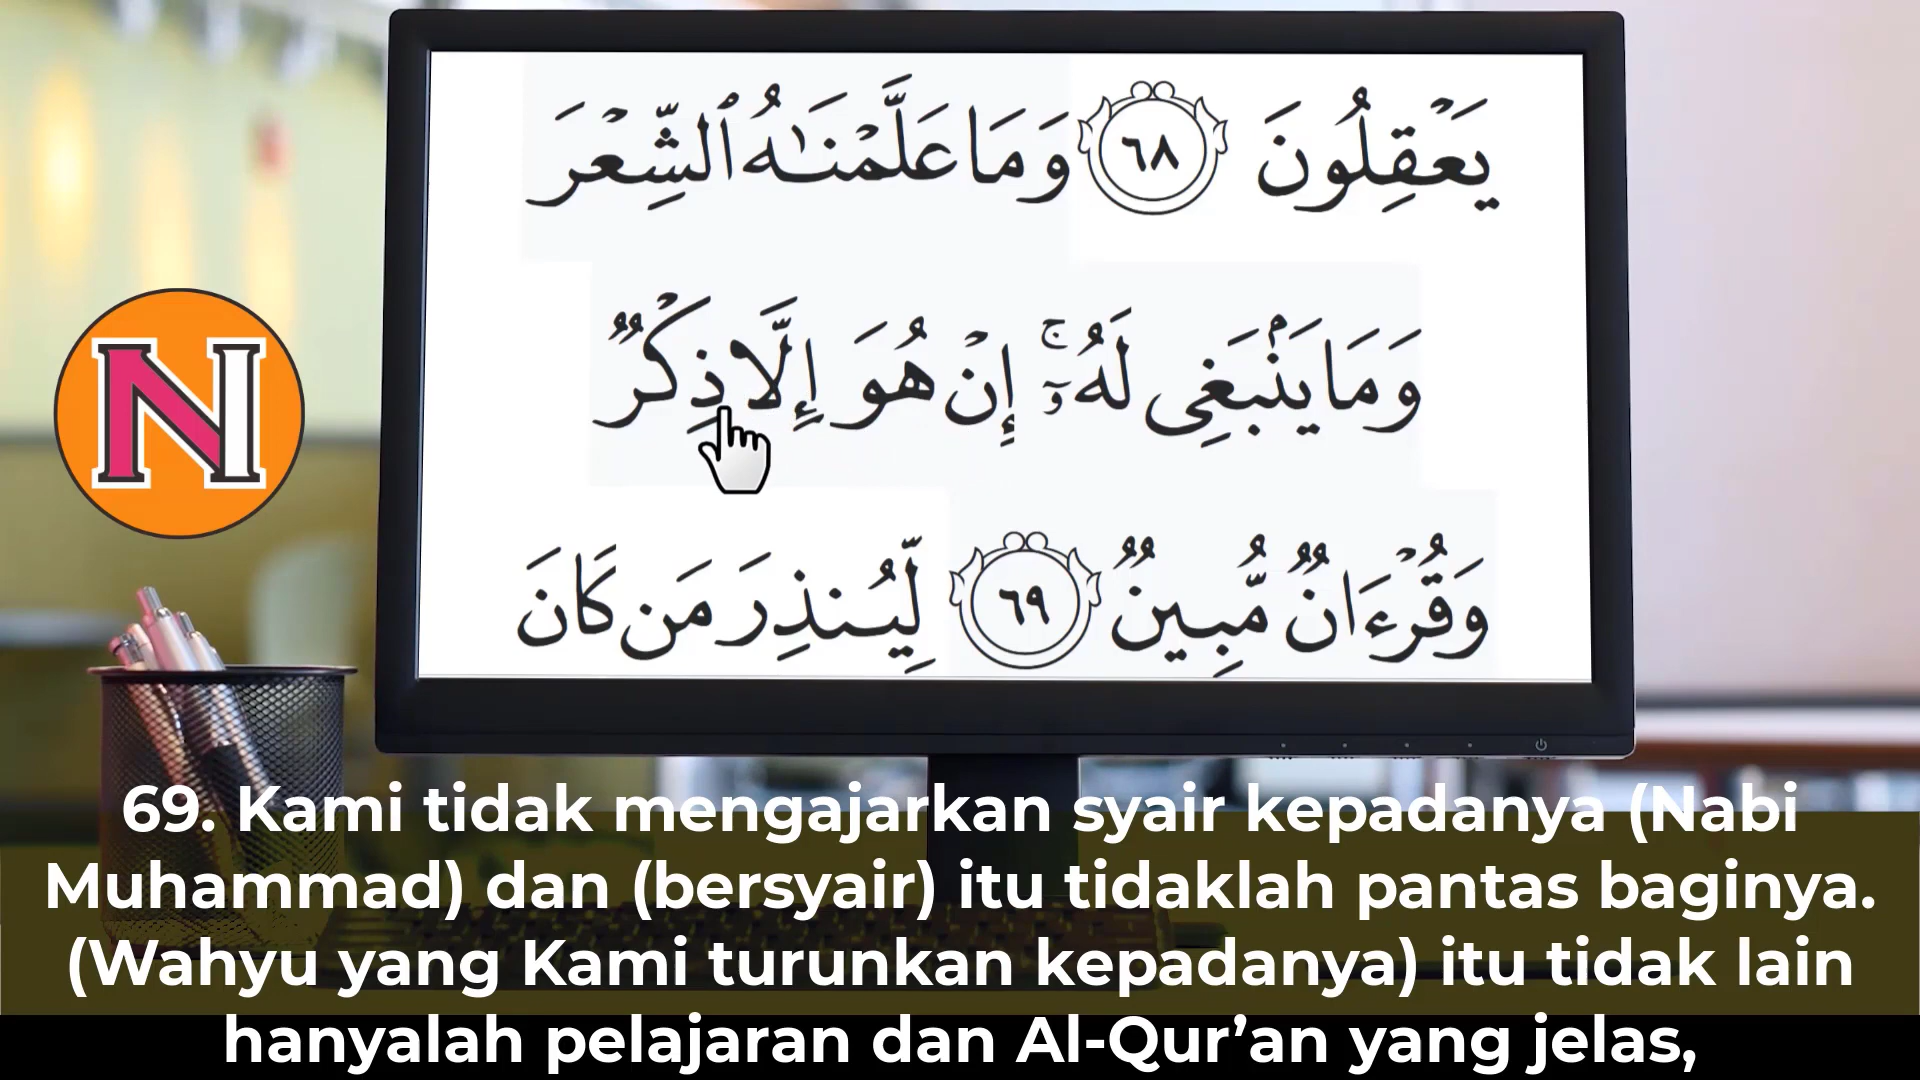 يَعْقِلُونَ ٦٨ وَمَا عَلَّمْنَـٰهُ ٱلشِّعْرَ
وَمَا يَنۢبَغِى لَهُۥٓ ۚ إِنْ هُوَ إِلَّا ذِكْرٌ
وَقُرْءَانٌ مُّبِينٌ ٦٩ لِّيُنذِرَ مَن كَانَ
N
69. Kami tidak mengajarkan syair kepadanya (Nabi
Muhammad) dan (bersyair) itu tidaklah pantas baginya.
(Wahyu yang Kami turunkan kepadanya) itu tidak lain
hanyalah pelajaran dan Al-Qur’an yang jelas,